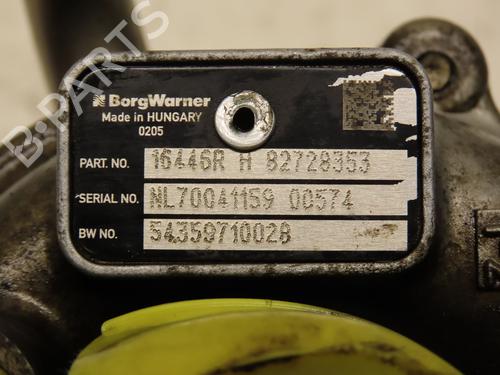 BorgWarner
Made in HUNGARY
0205
PART. NO. 16446R H 82728353
SERIAL NO. NL70041159 00574
BW NO. 54359710028
B-PARTS